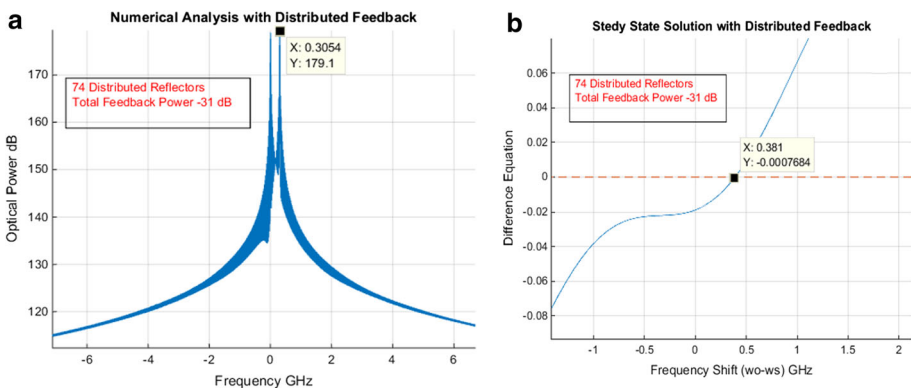 a
Numerical Analysis with Distributed Feedback
X: 0.3054
Y: 179.1
74 Distributed Reflectors
Total Feedback Power -31 dB
Optical Power dB
170
160
150
140
130
120
-6 -4 -2 0 2 4 6
Frequency GHz
b
Stedy State Solution with Distributed Feedback
74 Distributed Reflectors
Total Feedback Power -31 dB
X: 0.381
Y: -0.0007684
Difference Equation
0.06
0.04
0.02
0
-0.02
-0.04
-0.06
-0.08
-1 -0.5 0 0.5 1 1.5 2
Frequency Shift (wo-ws) GHz